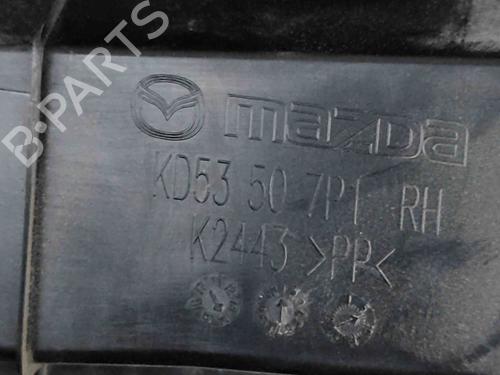 B-PARTS
mazda
KD53 50 7P1 RH
K2443 >PP<